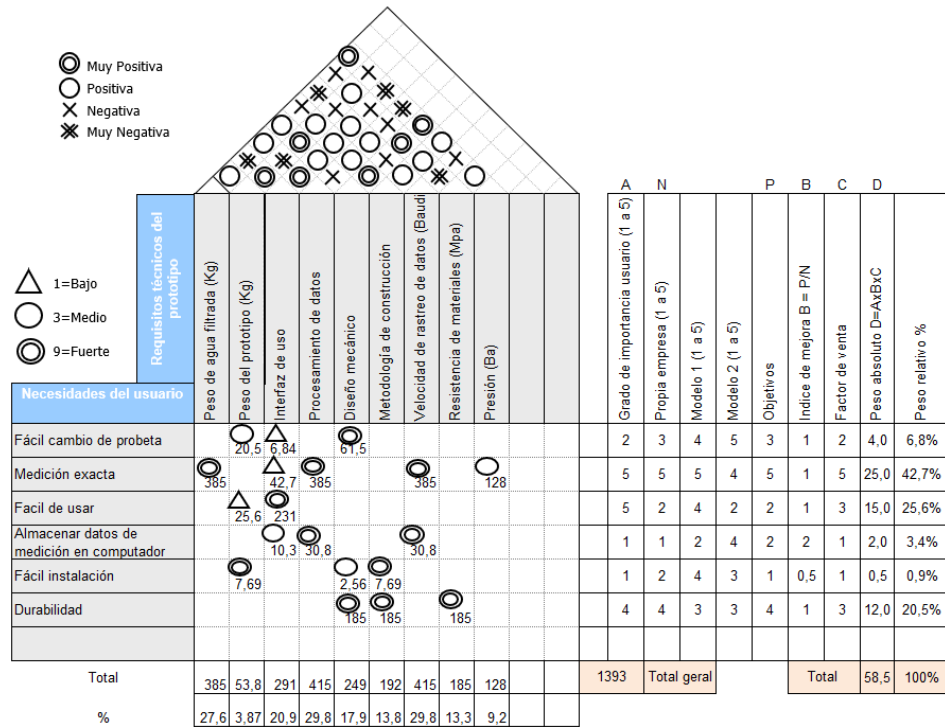 Muy Positiva
Positiva
Negativa
Muy Negativa
A N P B C D
Requisitos técnicos del
prototipo
1=Bajo
3=Medio
9=Fuerte
Necesidades del usuario
Peso de agua filtrada (Kg)
Peso del prototipo (Kg)
Interfaz de uso
Procesamiento de datos
Diseño mecánico
Metodología de construcción
Velocidad de rastreo de datos (Baudi
Resistencia de materiales (Mpa)
Presión (Ba)
Grado de importancia usuario (1 a 5)
Propia empresa (1 a 5)
Modelo 1 (1 a 5)
Modelo 2 (1 a 5)
Objetivos
Indice de mejora B = P/N
Factor de venta
Peso absoluto D=AxBxC
Peso relativo %
Fácil cambio de probeta 20,5 6,84 61,5 2 3 4 5 3 1 2 4,0 6,8%
Medición exacta 385 42,7 385 385 128 5 5 5 4 5 1 5 25,0 42,7%
Facil de usar 25,6 231 5 2 4 2 2 1 3 15,0 25,6%
Almacenar datos de
medición en computador 10,3 30,8 30,8 1 1 2 4 2 2 1 2,0 3,4%
Fácil instalación 7,69 2,56 7,69 1 2 4 3 1 0,5 1 0,5 0,9%
Durabilidad 185 185 185 4 4 3 3 4 1 3 12,0 20,5%
Total 385 53,8 291 415 249 192 415 185 128 1393 Total geral Total 58,5 100%
% 27,6 3,87 20,9 29,8 17,9 13,8 29,8 13,3 9,2